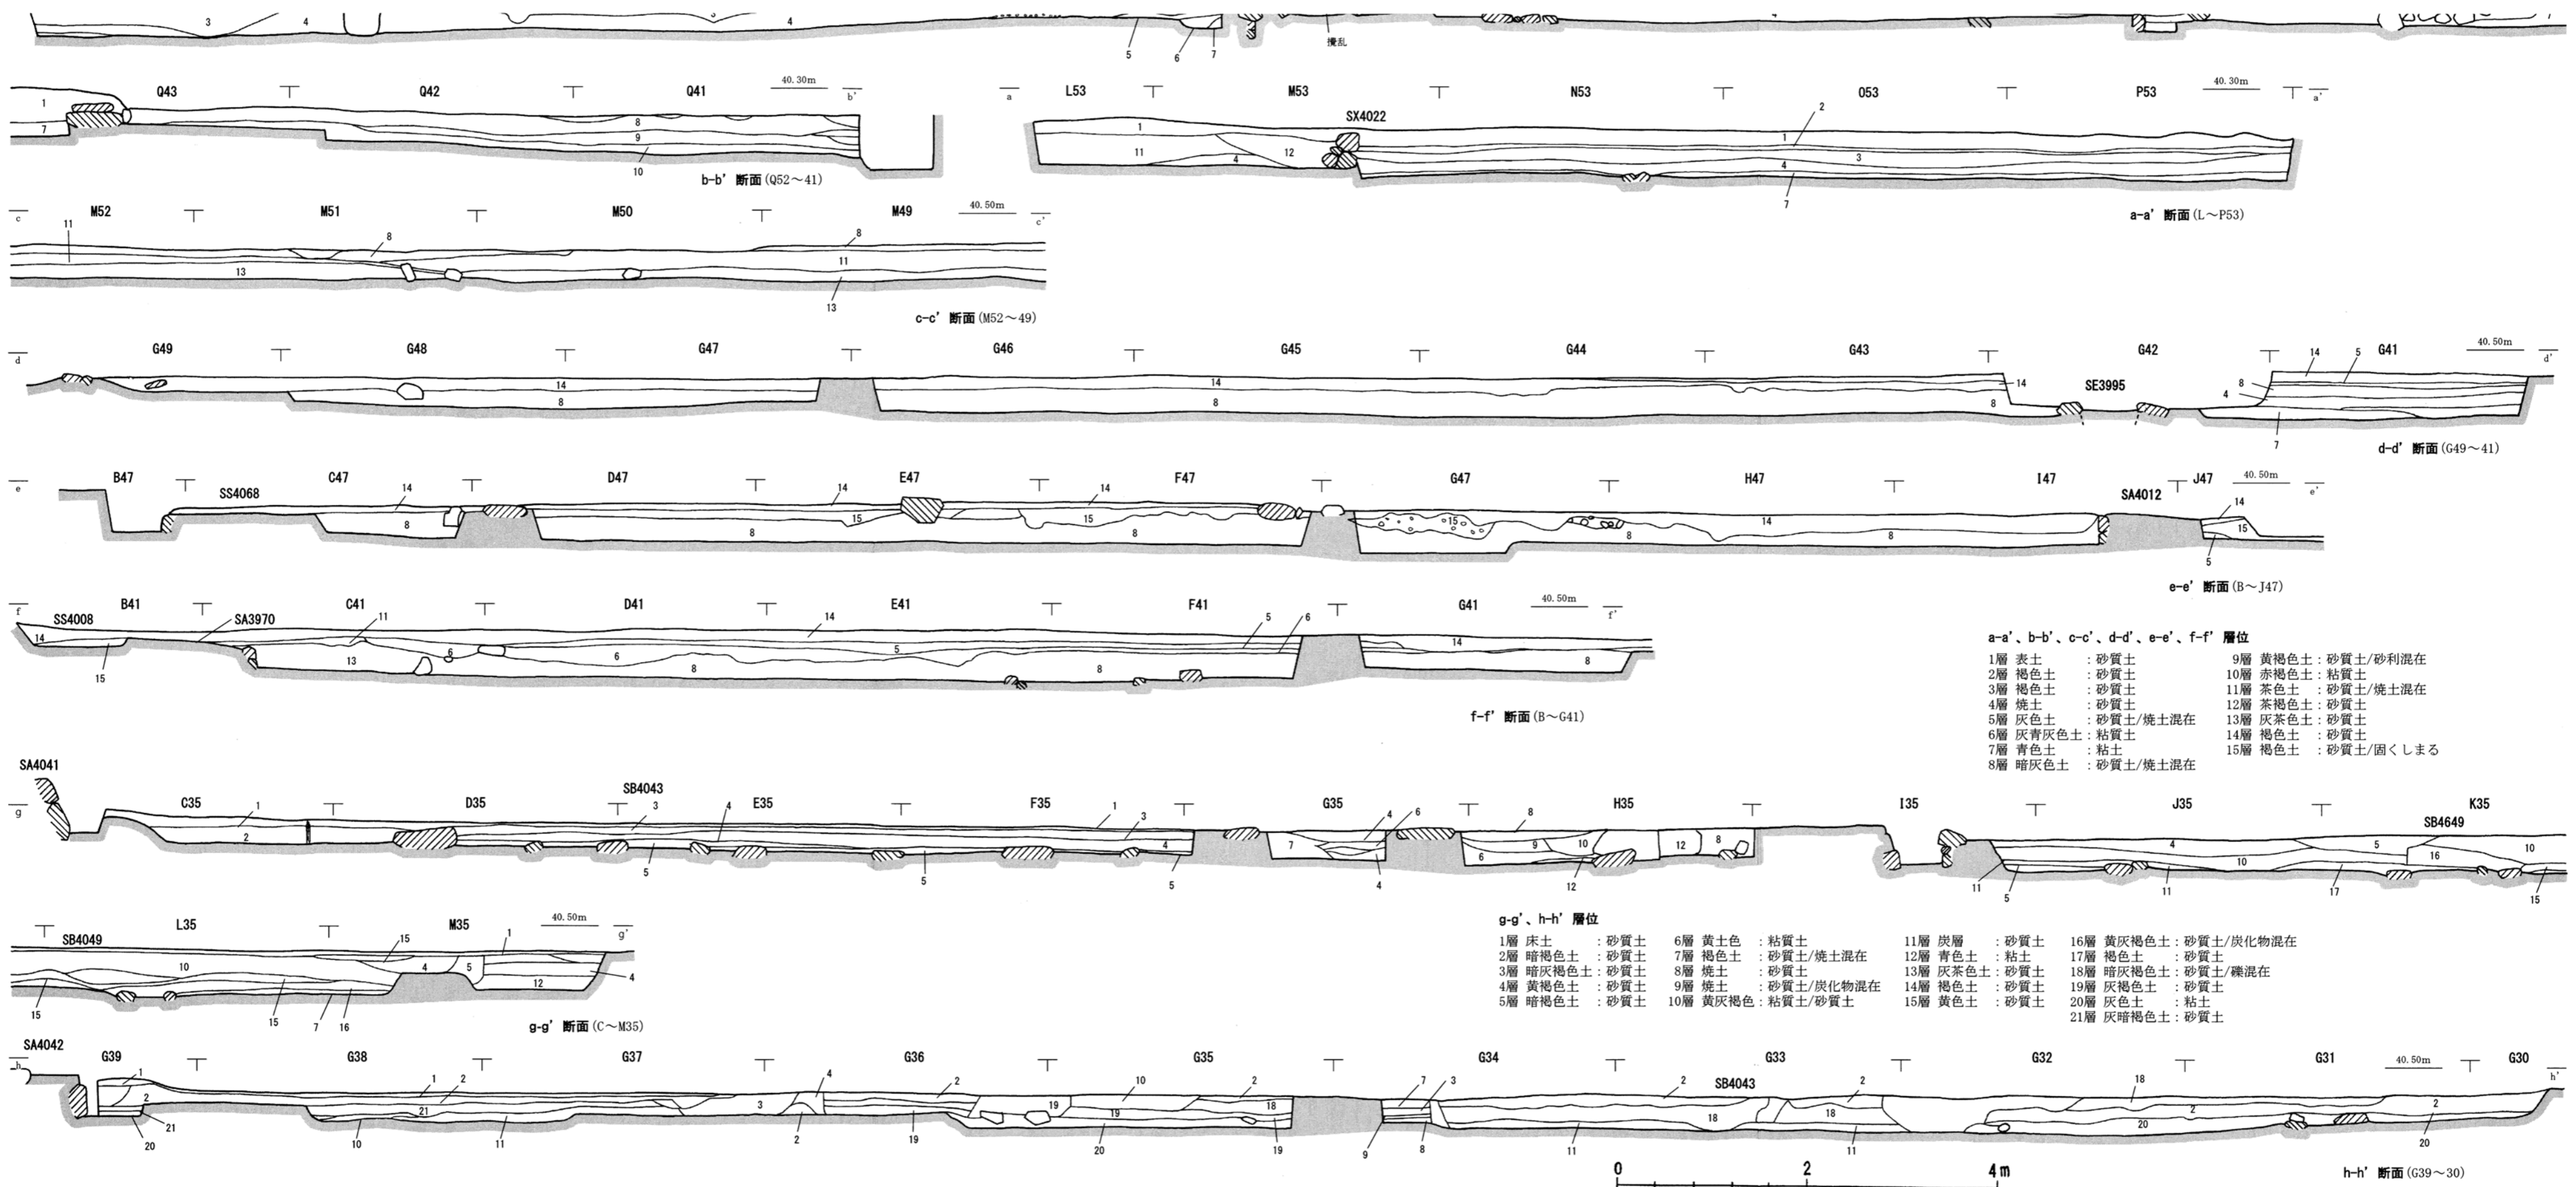 3 4 3 4 4 7
5 6 7 攪乱
Q43 Q42 Q41 40.30m b'
1 7 8 9 10
b-b' 断面(Q52～41)
a L53 M53 N53 O53 P53 40.30m a'
SX4022 2
1 11 4 12 1 3 4 7
a-a' 断面(L～P53)
c M52 M51 M50 M49 40.50m c'
11 8 8
13 11 13
c-c' 断面(M52～49)
d G49 G48 G47 G46 G45 G44 G43 G42 14 5 G41 40.50m d'
14 8 14 8 14 8 SE3995 8 4 7
d-d' 断面(G49～41)
e B47 SS4068 C47 D47 E47 F47 G47 H47 I47 SA4012 J47 40.50m e'
14 14 14 14 14
8 8 15 15 8 15 8 8 15 5
e-e' 断面(B～J47)
f B41 C41 D41 E41 F41 G41 40.50m f'
SS4008 SA3970 11 14 5 6
14 15 13 6 6 8 5 8 14 8
f-f' 断面(B～G41)
a-a'、b-b'、c-c'、d-d'、e-e'、f-f' 層位
1層 表土 ：砂質土
2層 褐色土 ：砂質土
3層 褐色土 ：砂質土
4層 焼土 ：砂質土
5層 灰色土 ：砂質土/焼土混在
6層 灰青灰色土：粘質土
7層 青色土 ：粘土
8層 暗灰色土 ：砂質土/焼土混在
9層 黄褐色土：砂質土/砂利混在
10層 赤褐色土：粘質土
11層 茶色土 ：砂質土/焼土混在
12層 茶褐色土：砂質土
13層 灰茶色土：砂質土
14層 褐色土 ：砂質土
15層 褐色土 ：砂質土/固くしまる
SA4041
g C35 D35 SB4043 E35 F35 G35 H35 I35 J35 K35
1 3 4 1 3 4 6 8 SB4649
2 4 7 6 9 10 12 8 4 10 5 16 10
5 5 5 4 12 11 5 11 17 15
L35 M35 40.50m g'
SB4049 15 1
10 4 5 12 4
15 15 7 16
g-g' 断面(C～M35)
g-g'、h-h' 層位
1層 床土 ：砂質土
2層 暗褐色土 ：砂質土
3層 暗灰褐色土：砂質土
4層 黄褐色土 ：砂質土
5層 暗褐色土 ：砂質土
6層 黄土色 ：粘質土
7層 褐色土 ：砂質土/焼土混在
8層 焼土 ：砂質土
9層 焼土 ：砂質土/炭化物混在
10層 黄灰褐色：粘質土/砂質土
11層 炭層 ：砂質土
12層 青色土 ：粘土
13層 灰茶色土：砂質土
14層 褐色土 ：砂質土
15層 黄色土 ：砂質土
16層 黄灰褐色土：砂質土/炭化物混在
17層 褐色土 ：砂質土
18層 暗灰褐色土：砂質土/礫混在
19層 灰褐色土 ：砂質土
20層 灰色土 ：粘土
21層 灰暗褐色土：砂質土
SA4042
h G39 G38 G37 G36 G35 G34 G33 G32 G31 40.50m G30 h'
1 1 2 4 2 10 2 7 3 2 SB4043 2 18
2 21 3 19 19 18 18 18 2 20 2
21 20 10 11 2 19 20 19 9 8 11 11 20
h-h' 断面(G39～30)
0 2 4m